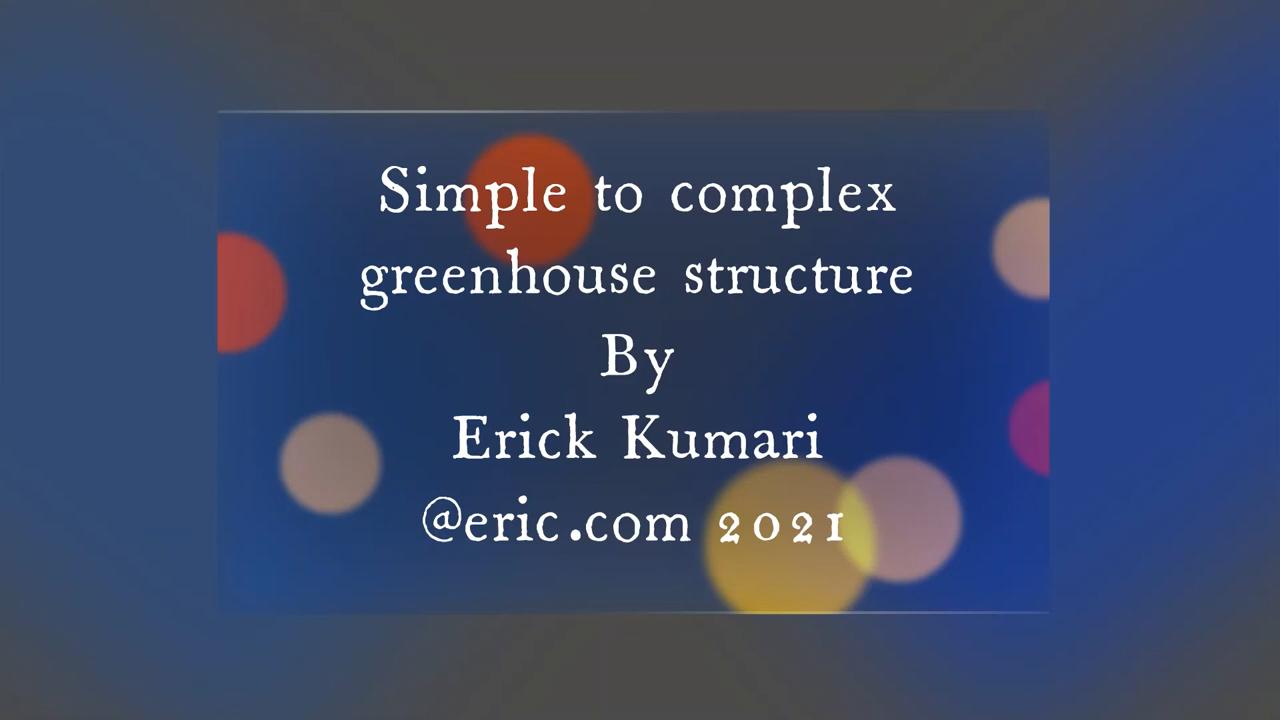 Simple to complex
greenhouse structure
By
Erick Kumari
@eric.com 2021